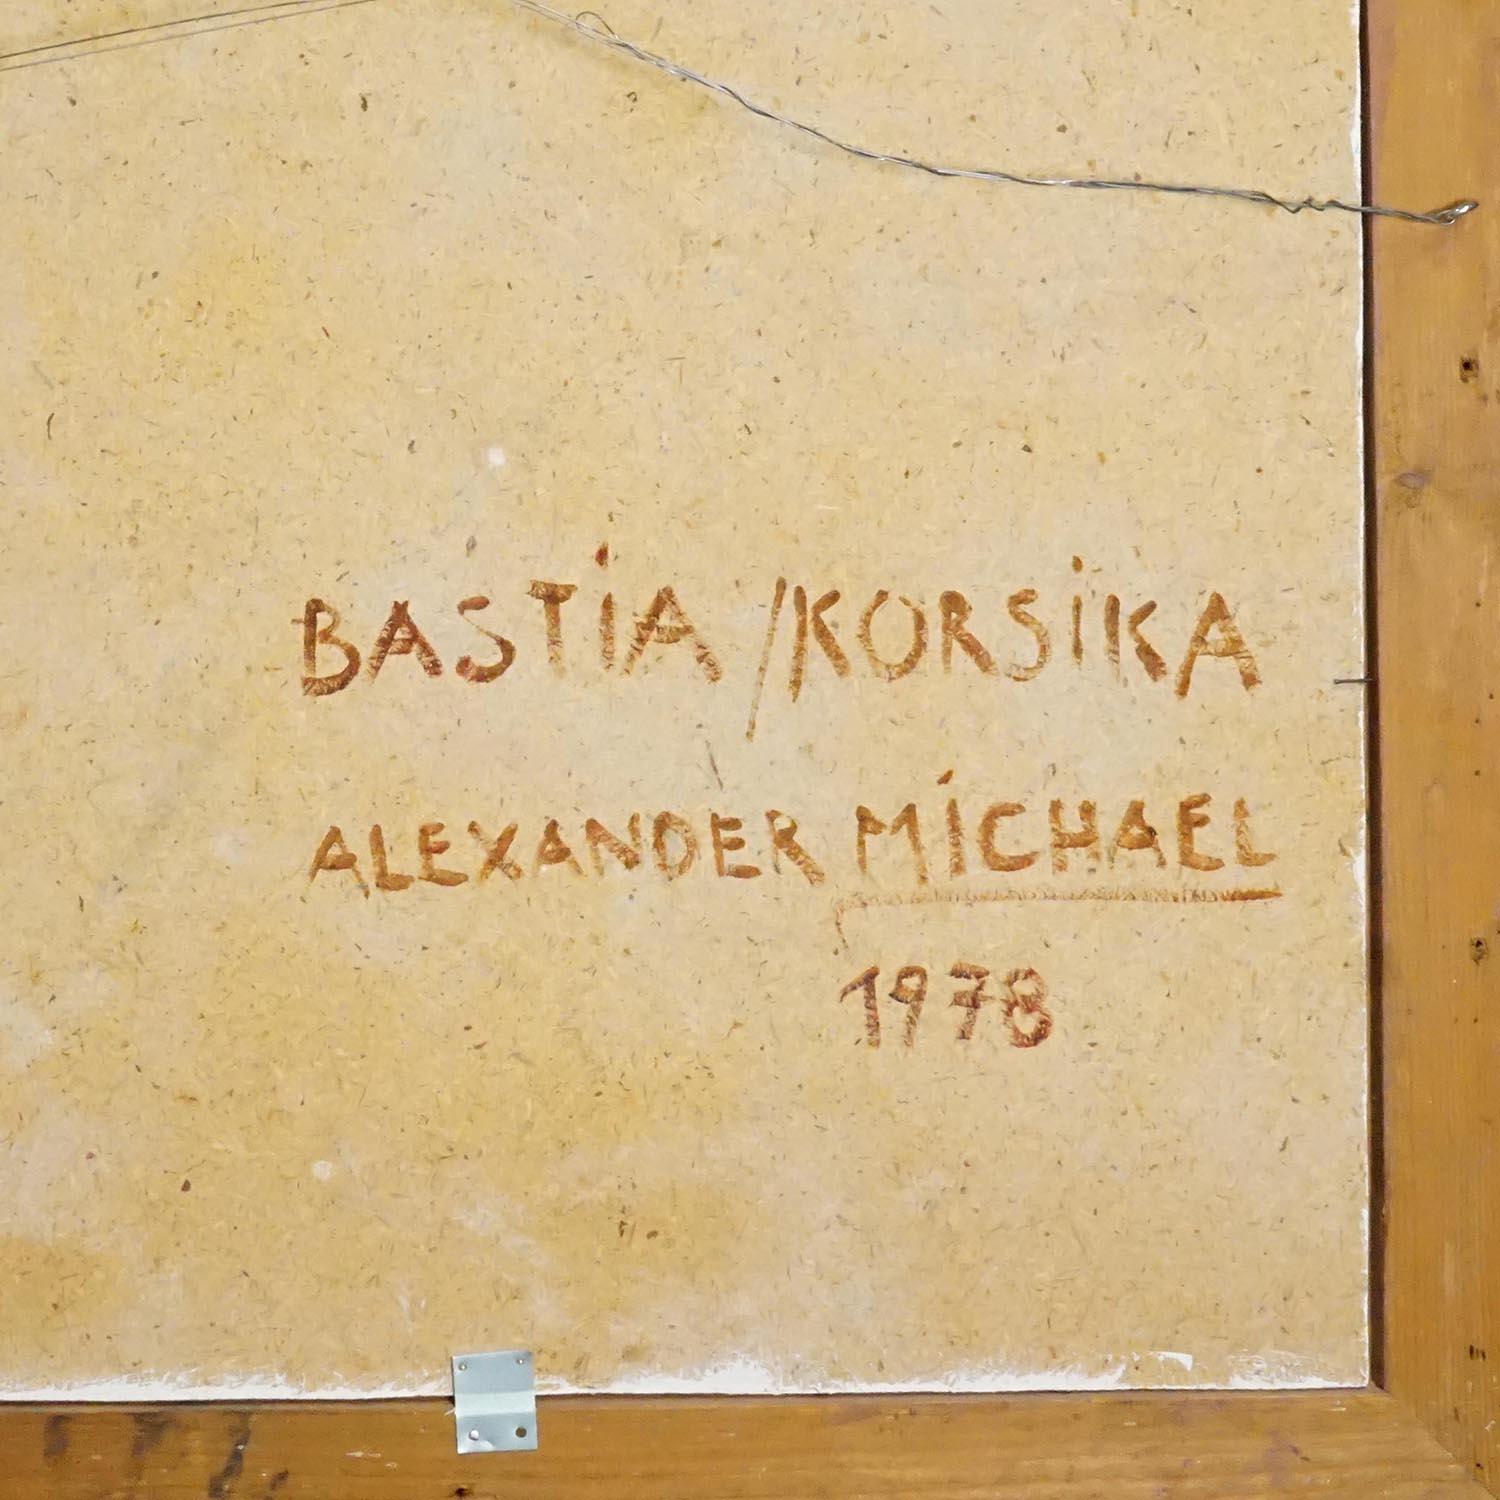 BASTiA /KORSiKA
ALEXANDER MiCHAEL
1978